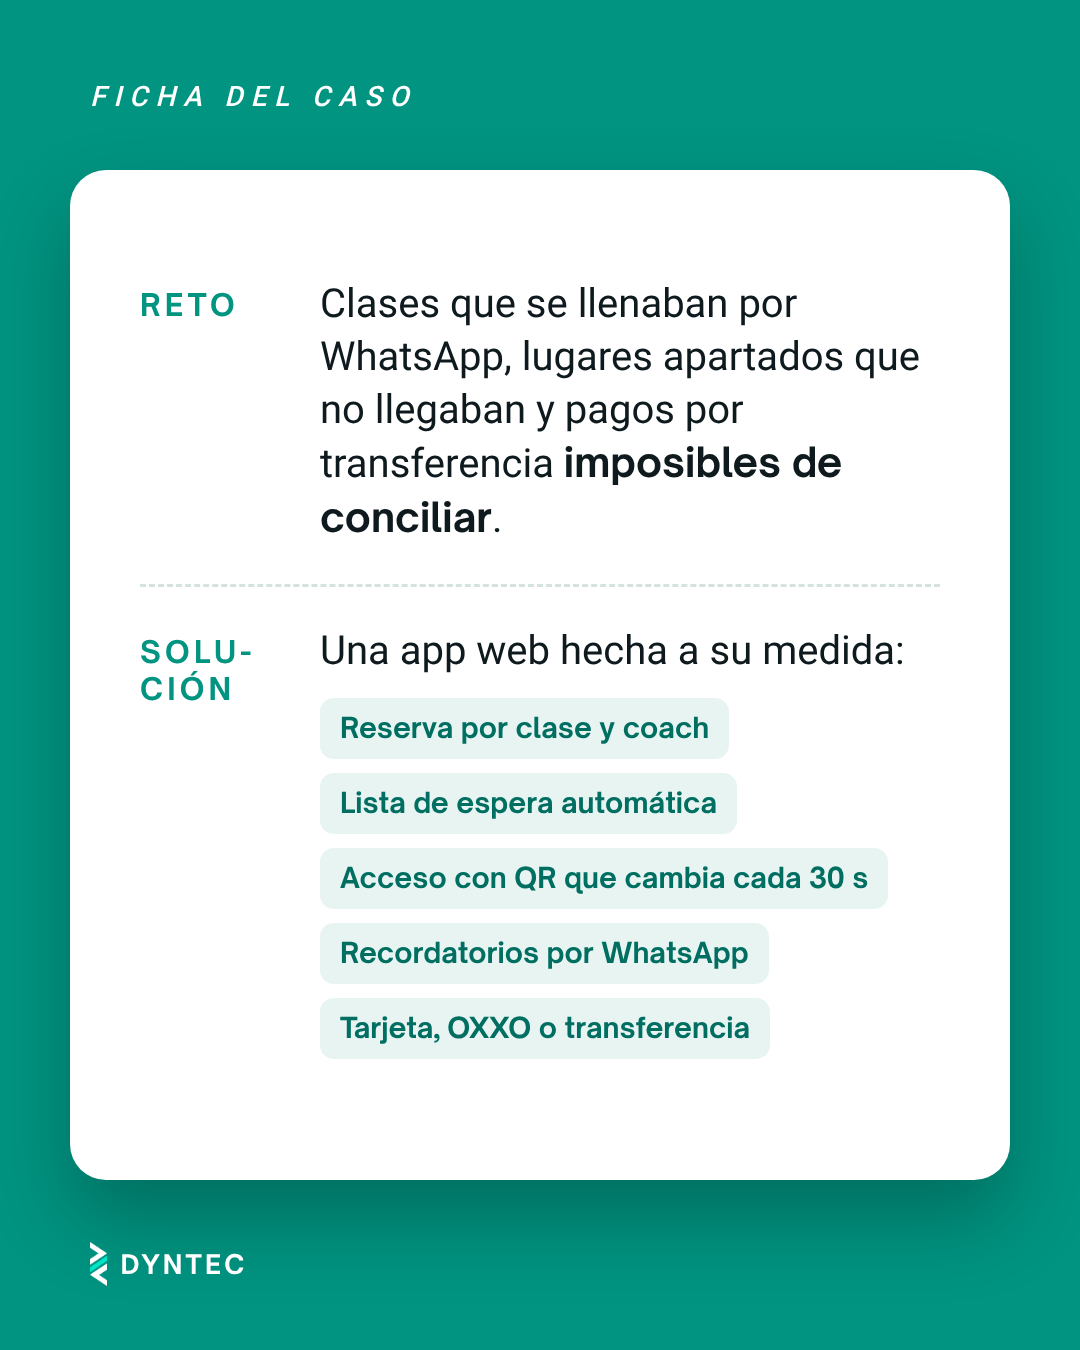 FICHA DEL CASO
RETO
Clases que se llenaban por
WhatsApp, lugares apartados que
no llegaban y pagos por
transferencia imposibles de
conciliar.
SOLU-
CIÓN
Una app web hecha a su medida:
Reserva por clase y coach
Lista de espera automática
Acceso con QR que cambia cada 30 s
Recordatorios por WhatsApp
Tarjeta, OXXO o transferencia
DYNTEC